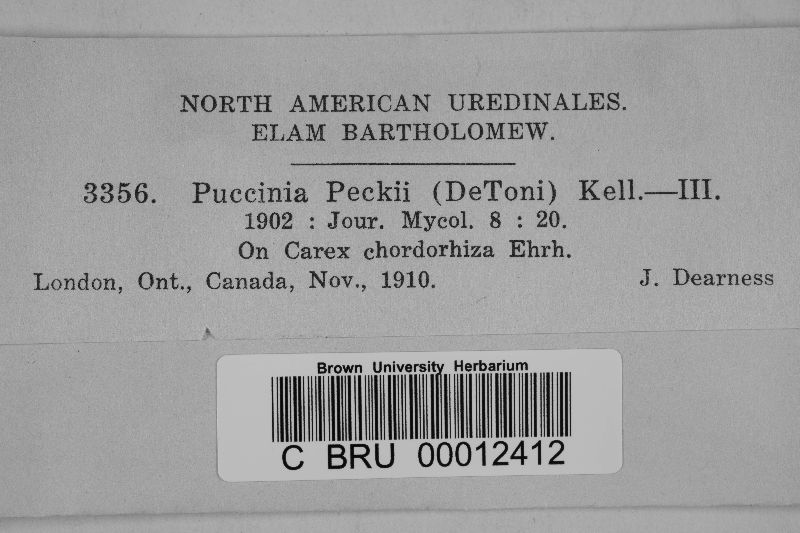 NORTH AMERICAN UREDINALES.
ELAM BARTHOLOMEW.
3356. Puccinia Peckii (DeToni) Kell.—III.
1902 : Jour. Mycol. 8 : 20.
On Carex chordorhiza Ehrh.
London, Ont., Canada, Nov., 1910. J. Dearness
Brown University Herbarium
C BRU 00012412